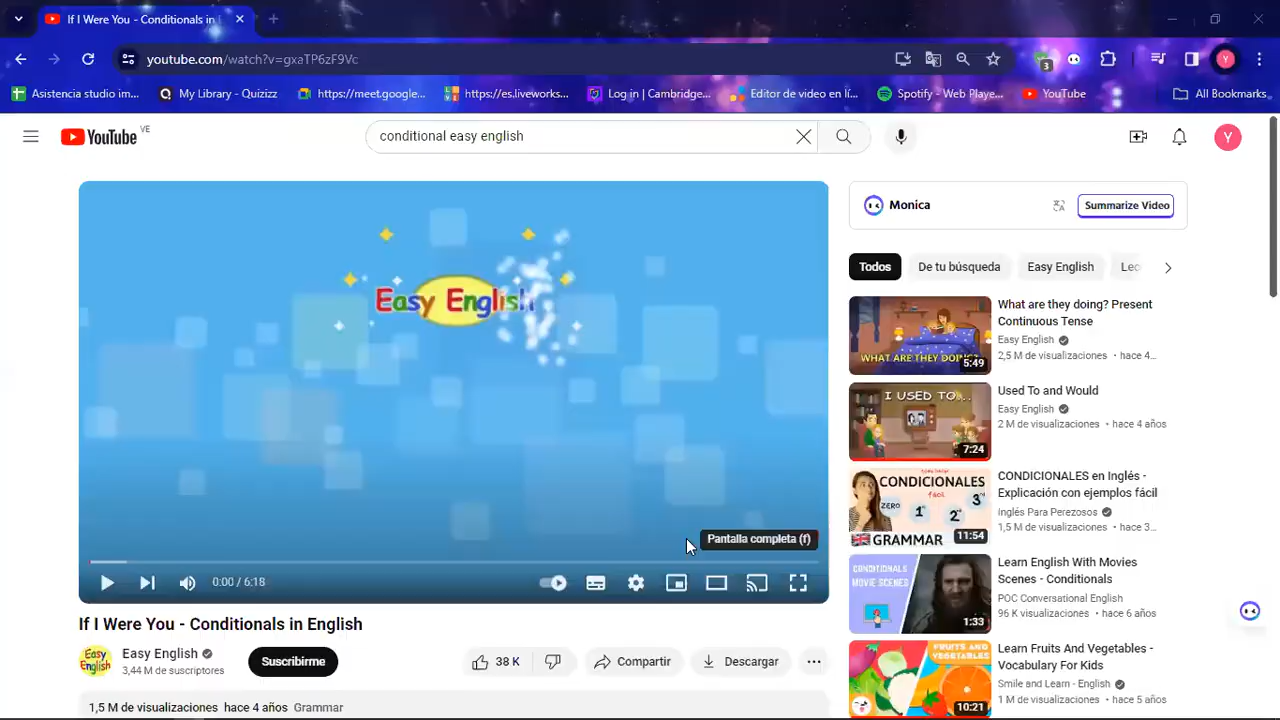 If I Were You - Conditionals in
youtube.com/watch?v=gxaTP6zF9Vc
3
Y
Asistencia studio im...
My Library - Quizizz
https://meet.google...
https://es.liveworks...
Log in | Cambridge...
Editor de video en lí...
Spotify - Web Playe...
YouTube
All Bookmarks
YouTube VE
conditional easy english
Y
Easy English
Pantalla completa (f)
0:00 / 6:18
If I Were You - Conditionals in English
Easy English
Easy English
3,44 M de suscriptores
Suscribirme
38 K
Compartir
Descargar
1,5 M de visualizaciones hace 4 años Grammar
Monica
Summarize Video
Todos
De tu búsqueda
Easy English
Lec
WHAT ARE THEY DOING?
5:49
What are they doing? Present
Continuous Tense
Easy English
2,5 M de visualizaciones • hace 4...
I USED TO...
7:24
Used To and Would
Easy English
2 M de visualizaciones • hace 4 años
CONDICIONALES
fácil
ZERO 1º 2º 3º
GRAMMAR
11:54
CONDICIONALES en Inglés -
Explicación con ejemplos fácil
Inglés Para Perezosos
1,5 M de visualizaciones • hace 3...
CONDITIONALS
MOVIE SCENES
1:33
Learn English With Movies
Scenes - Conditionals
POC Conversational English
96 K visualizaciones • hace 6 años
FRUITS AND
VEGETABLES
10:21
Learn Fruits And Vegetables -
Vocabulary For Kids
Smile and Learn - English
1 M de visualizaciones • hace 5 años